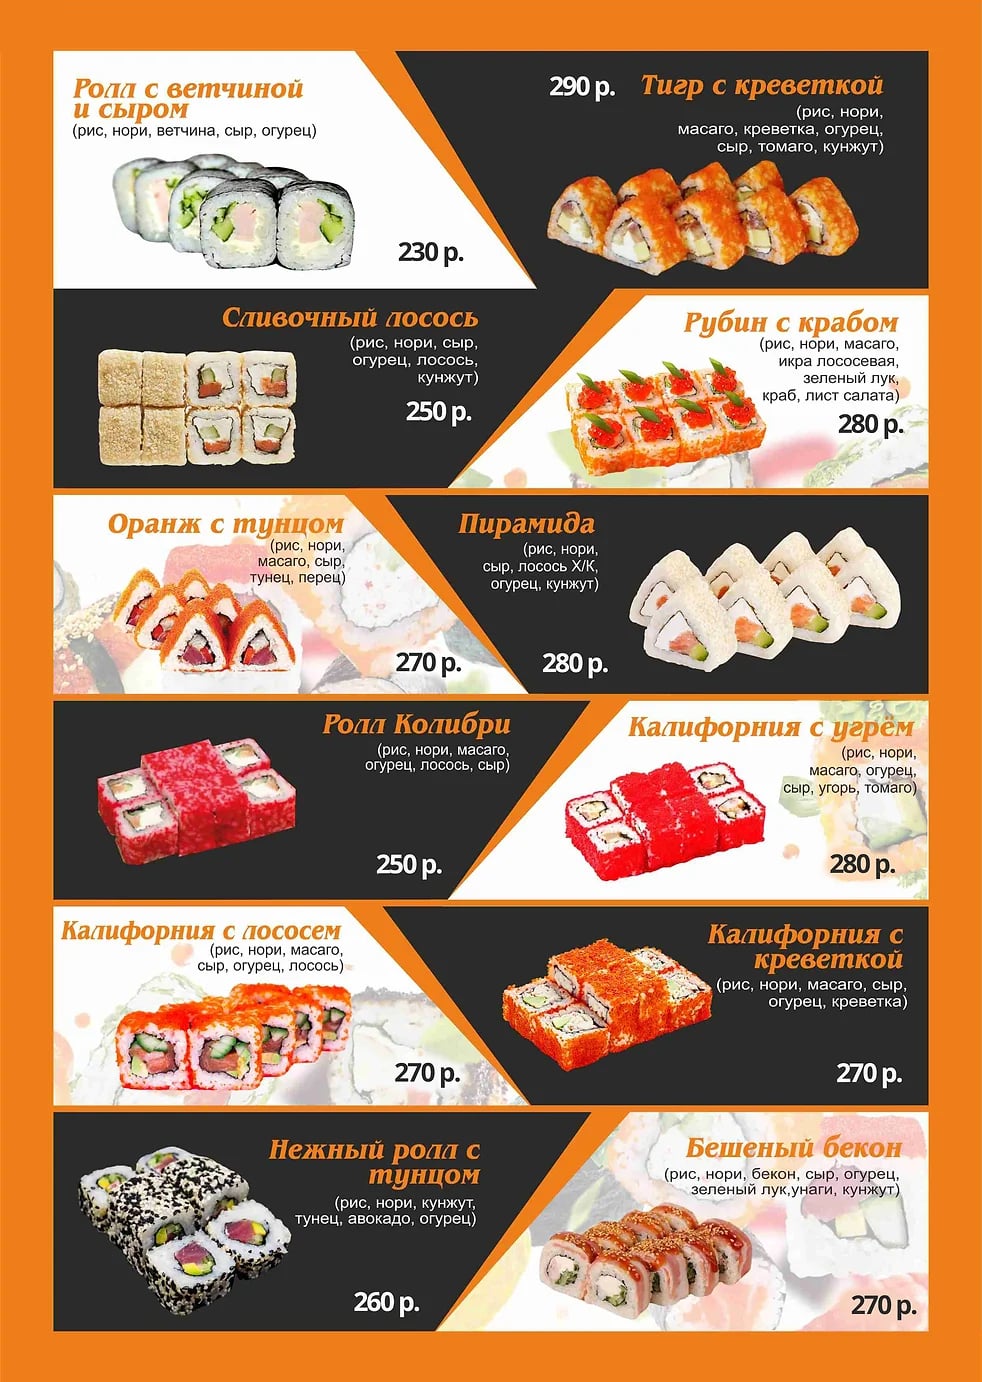 Ролл с ветчиной
и сыром
(рис, нори, ветчина, сыр, огурец)
230 р.
290 р.
Тигр с креветкой
(рис, нори,
масаго, креветка, огурец,
сыр, томаго, кунжут)
Сливочный лосось
(рис, нори, сыр,
огурец, лосось,
кунжут)
250 р.
Рубин с крабом
(рис, нори, масаго,
икра лососевая,
зеленый лук,
краб, лист салата)
280 р.
Оранж с тунцом
(рис, нори,
масаго, сыр,
тунец, перец)
270 р.
Пирамида
(рис, нори,
сыр, лосось Х/К,
огурец, кунжут)
280 р.
Ролл Колибри
(рис, нори, масаго,
огурец, лосось, сыр)
250 р.
Калифорния с угрём
(рис, нори,
масаго, огурец,
сыр, угорь, томаго)
280 р.
Калифорния с лососем
(рис, нори, масаго,
сыр, огурец, лосось)
270 р.
Калифорния с
креветкой
(рис, нори, масаго, сыр,
огурец, креветка)
270 р.
Нежный ролл с
тунцом
(рис, нори, кунжут,
тунец, авокадо, огурец)
260 р.
Бешеный бекон
(рис, нори, бекон, сыр, огурец,
зеленый лук,унаги, кунжут)
270 р.